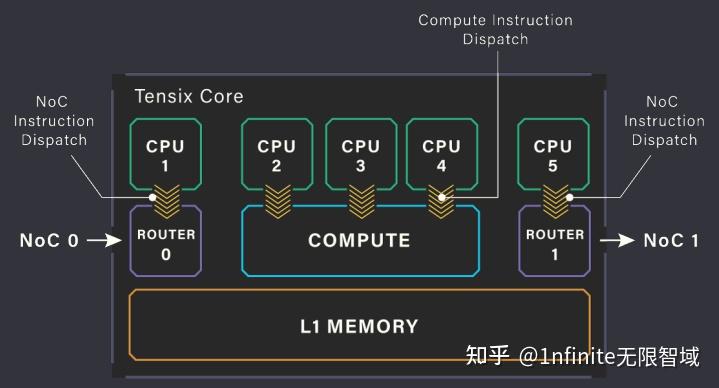 Compute Instruction
Dispatch
Tensix Core
NoC
Instruction
Dispatch
NoC
Instruction
Dispatch
CPU
1
CPU
2
CPU
3
CPU
4
CPU
5
NoC 0
ROUTER
0
COMPUTE
ROUTER
1
NoC 1
L1 MEMORY
知乎 @1nfinite无限智域